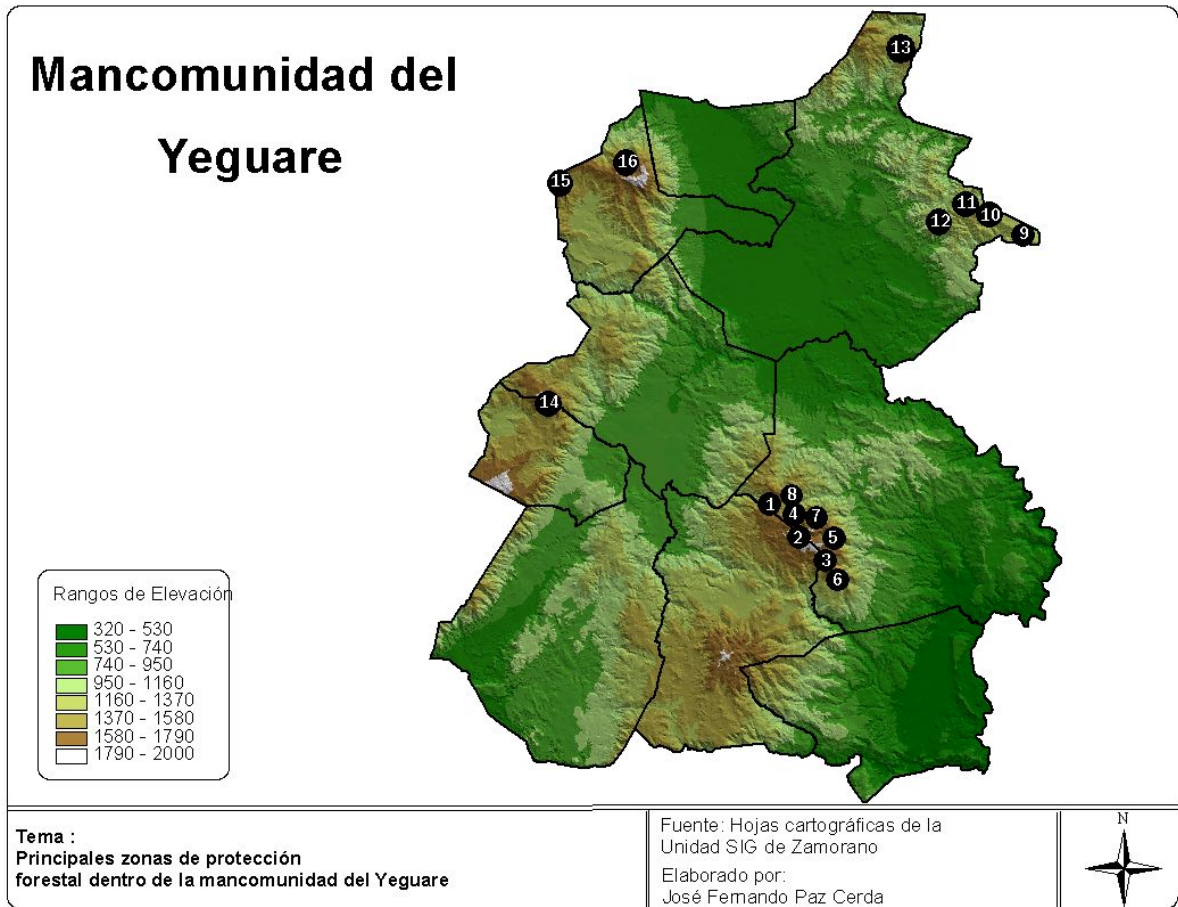 Mancomunidad del
Yeguare
13
16
15
11
10
12
9
14
8
1
4
7
2
5
3
6
Rangos de Elevación
320 - 530
530 - 740
740 - 950
950 - 1160
1160 - 1370
1370 - 1580
1580 - 1790
1790 - 2000
Tema :
Principales zonas de protección
forestal dentro de la mancomunidad del Yeguare
Fuente: Hojas cartográficas de la
Unidad SIG de Zamorano
Elaborado por:
José Fernando Paz Cerda
N